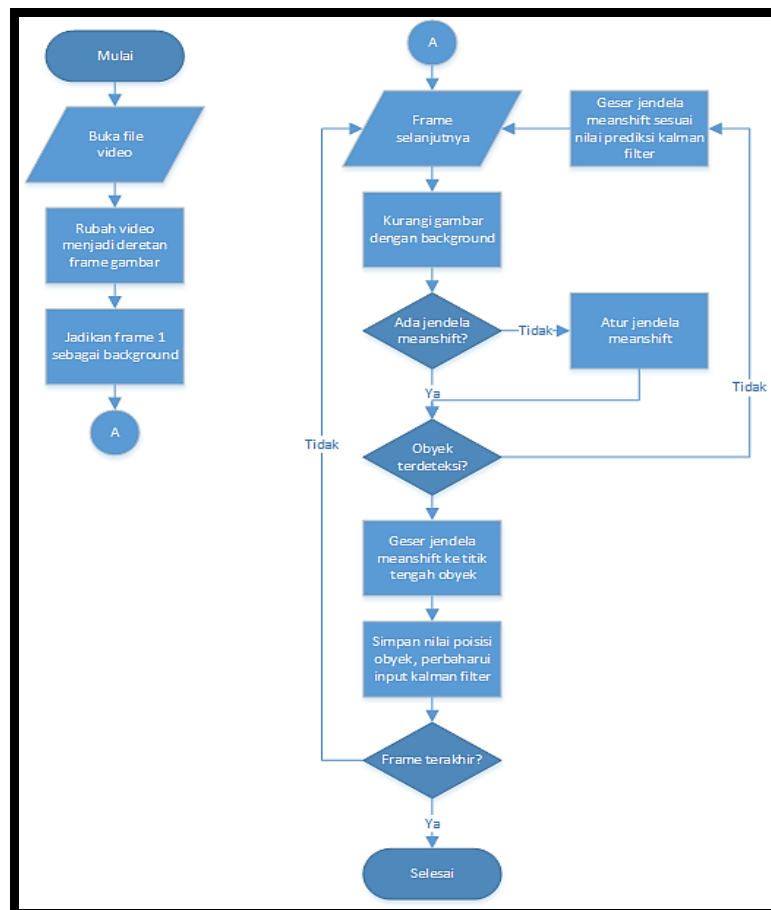 Mulai
Buka file
video
Rubah video
menjadi deretan
frame gambar
Jadikan frame 1
sebagai background
A
A
Frame
selanjutnya
Geser jendela
meanshift sesuai
nilai prediksi kalman
filter
Kurangi gambar
dengan background
Ada jendela
meanshift?
Tidak
Atur jendela
meanshift
Ya
Tidak
Tidak
Obyek
terdeteksi?
Geser jendela
meanshift ke titik
tengah obyek
Simpan nilai poisisi
obyek, perbaharui
input kalman filter
Frame terakhir?
Ya
Selesai